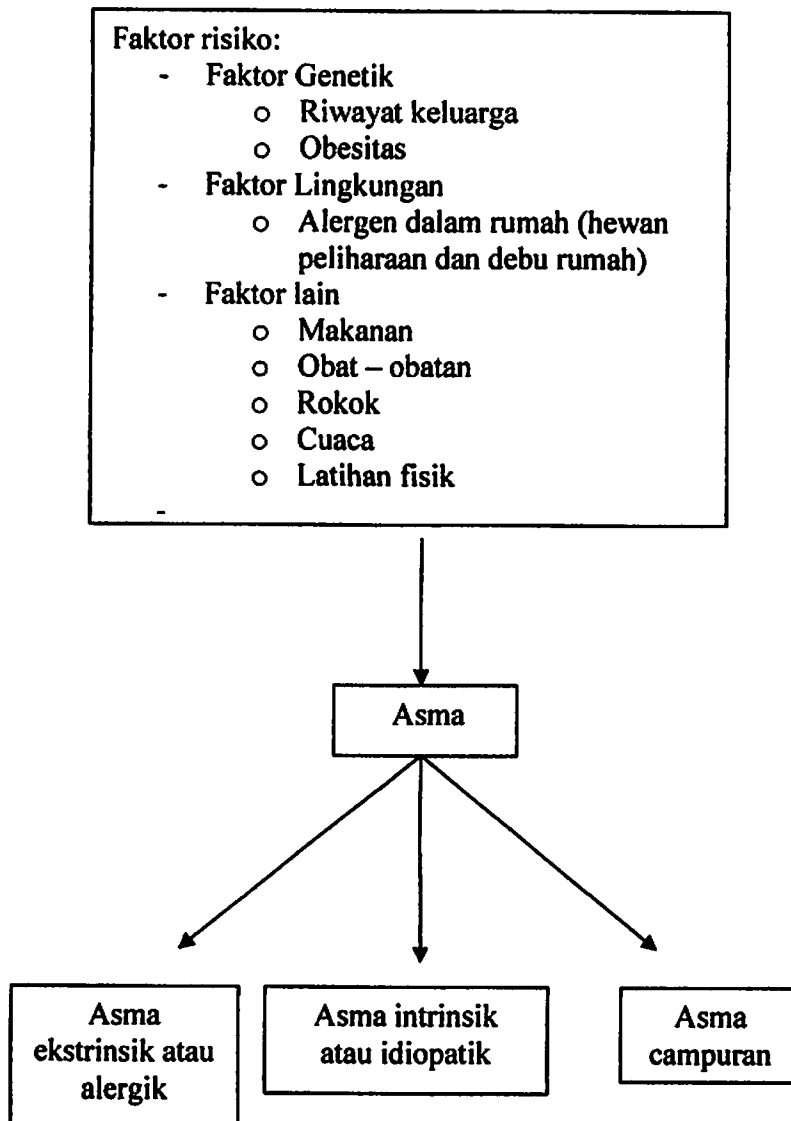 Faktor risiko:
- Faktor Genetik
o Riwayat keluarga
o Obesitas
- Faktor Lingkungan
o Alergen dalam rumah (hewan
peliharaan dan debu rumah)
- Faktor lain
o Makanan
o Obat – obatan
o Rokok
o Cuaca
o Latihan fisik
-
Asma
Asma
ekstrinsik atau
alergik
Asma intrinsik
atau idiopatik
Asma
campuran